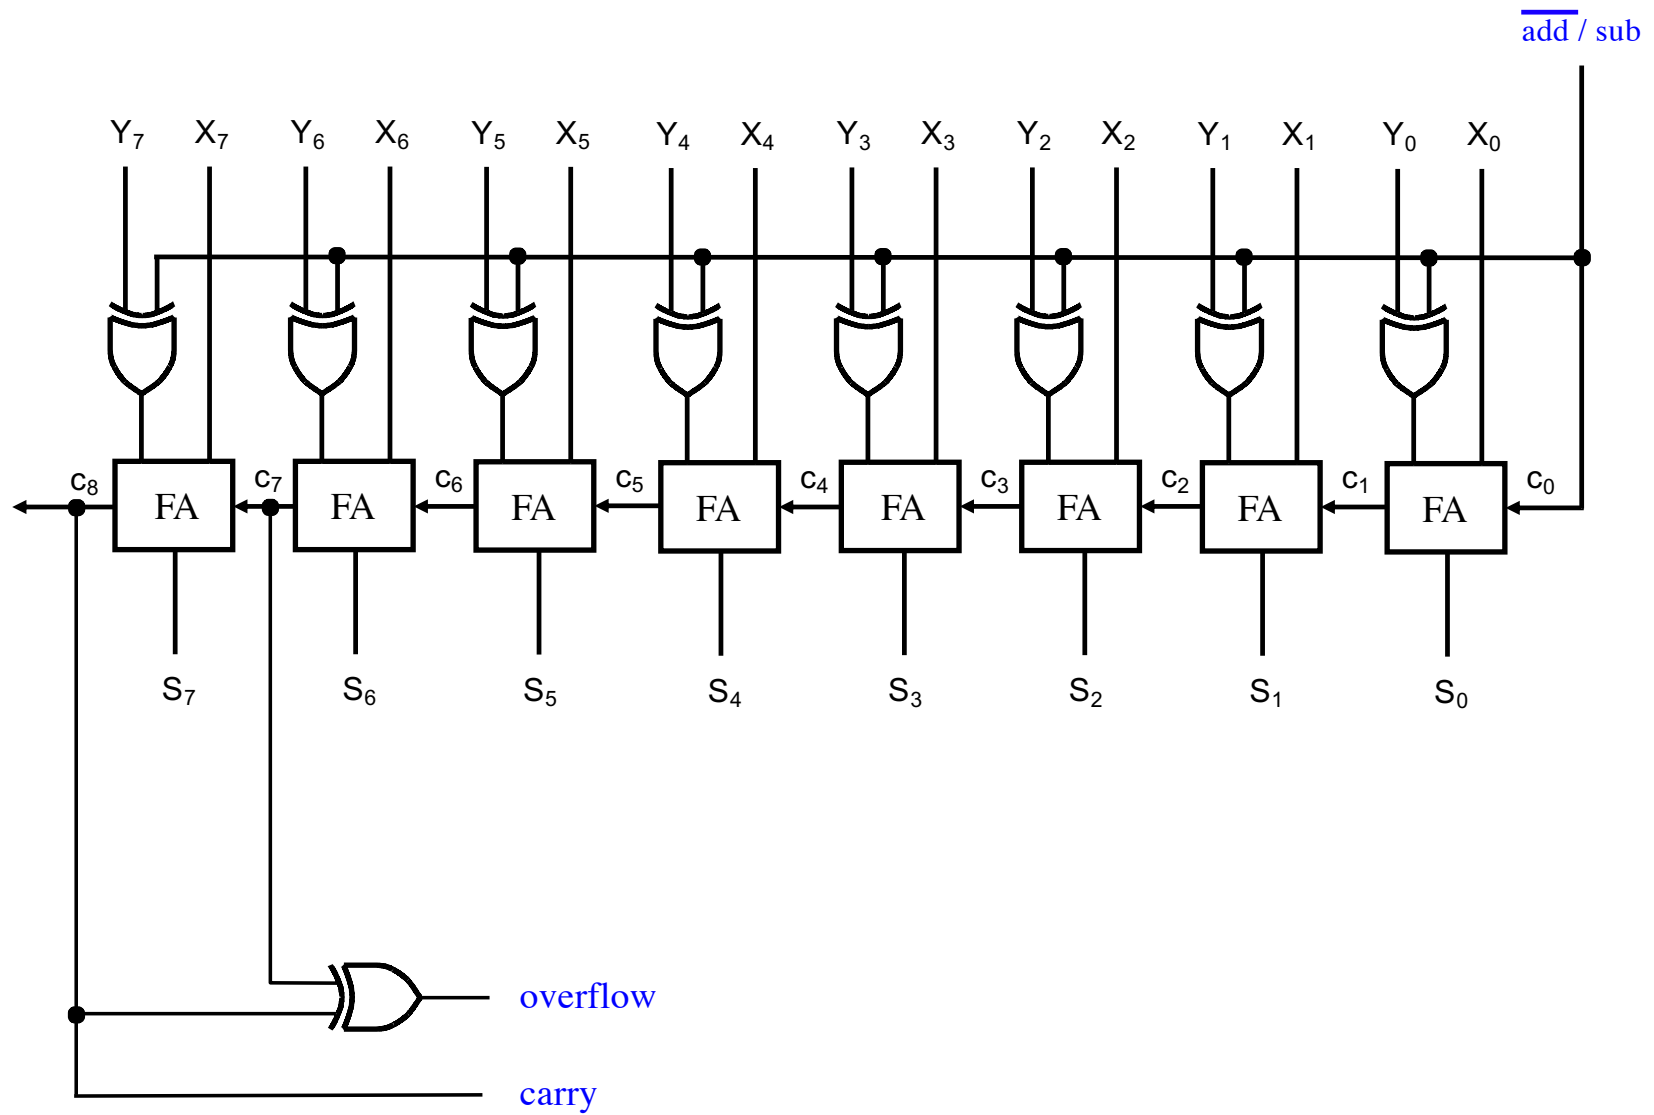 add / sub
Y7 X7 Y6 X6 Y5 X5 Y4 X4 Y3 X3 Y2 X2 Y1 X1 Y0 X0
c8 FA c7 FA c6 FA c5 FA c4 FA c3 FA c2 FA c1 FA c0
S7 S6 S5 S4 S3 S2 S1 S0
overflow
carry